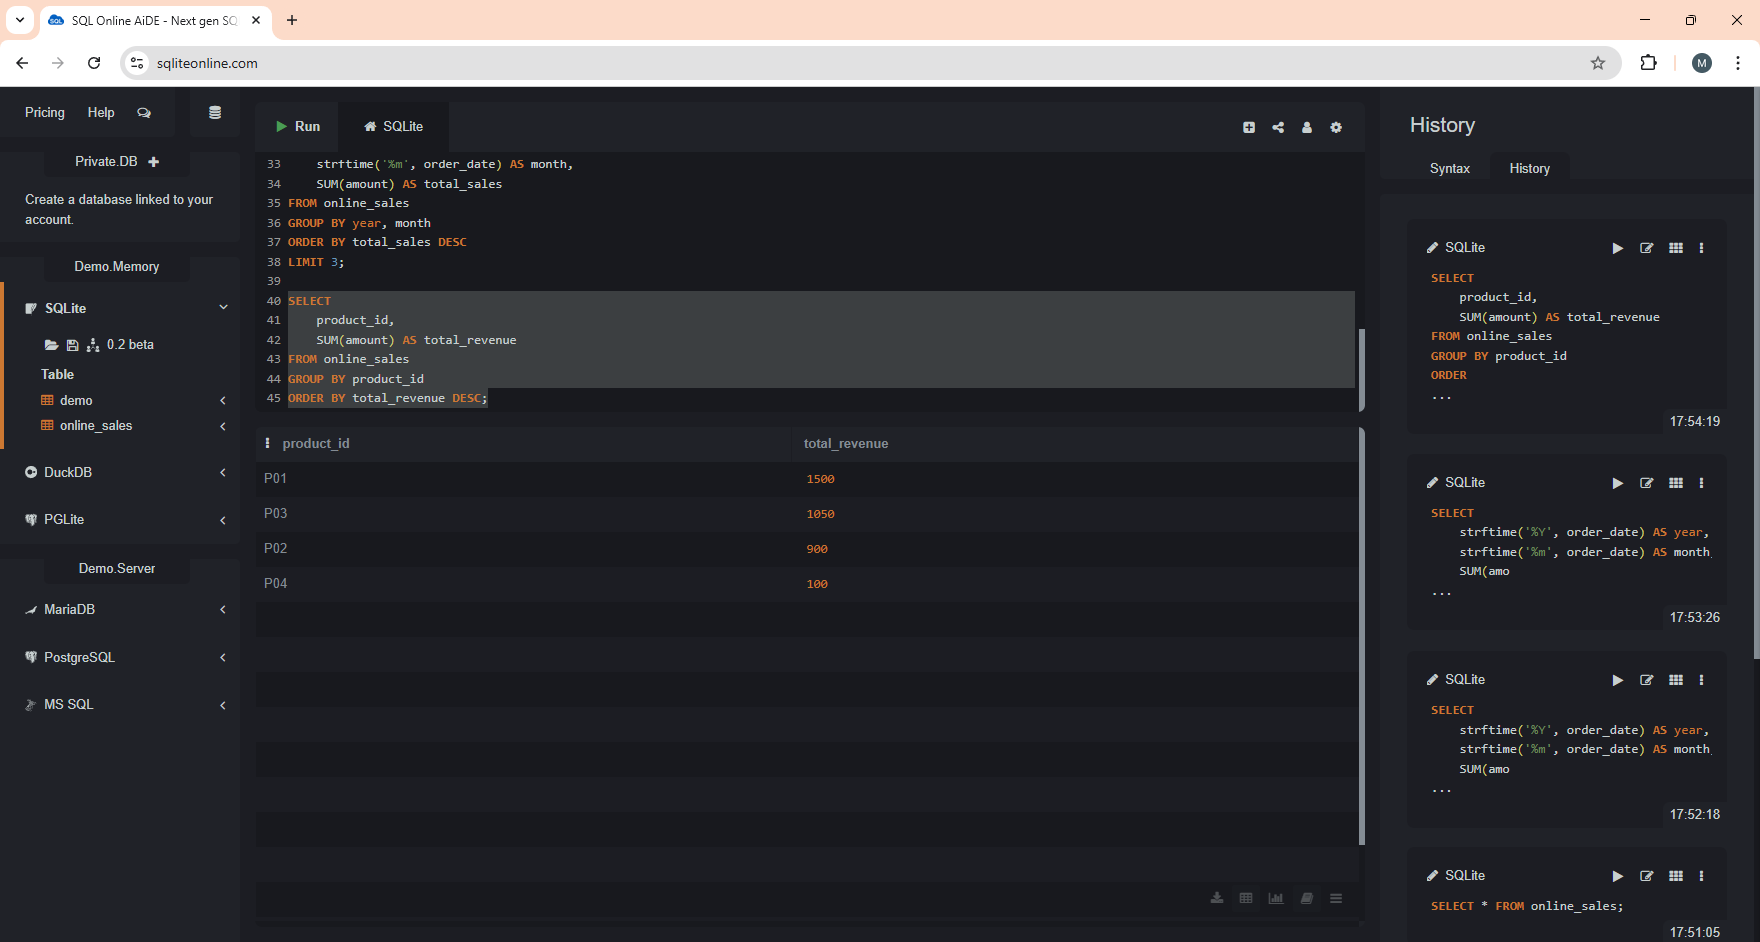 SQL Online AiDE - Next gen SQ
sqliteonline.com
M
Pricing
Help
Private.DB
Create a database linked to your
account.
Demo.Memory
SQLite
0.2 beta
Table
demo
online_sales
DuckDB
PGLite
Demo.Server
MariaDB
PostgreSQL
MS SQL
Run
SQLite
33 strftime('%m', order_date) AS month,
34 SUM(amount) AS total_sales
35 FROM online_sales
36 GROUP BY year, month
37 ORDER BY total_sales DESC
38 LIMIT 3;
39
40 SELECT
41 product_id,
42 SUM(amount) AS total_revenue
43 FROM online_sales
44 GROUP BY product_id
45 ORDER BY total_revenue DESC;
product_id total_revenue
P01 1500
P03 1050
P02 900
P04 100
History
Syntax
History
SQLite
SELECT
product_id,
SUM(amount) AS total_revenue
FROM online_sales
GROUP BY product_id
ORDER
...
17:54:19
SQLite
SELECT
strftime('%Y', order_date) AS year,
strftime('%m', order_date) AS month,
SUM(amo
...
17:53:26
SQLite
SELECT
strftime('%Y', order_date) AS year,
strftime('%m', order_date) AS month,
SUM(amo
...
17:52:18
SQLite
SELECT * FROM online_sales;
17:51:05